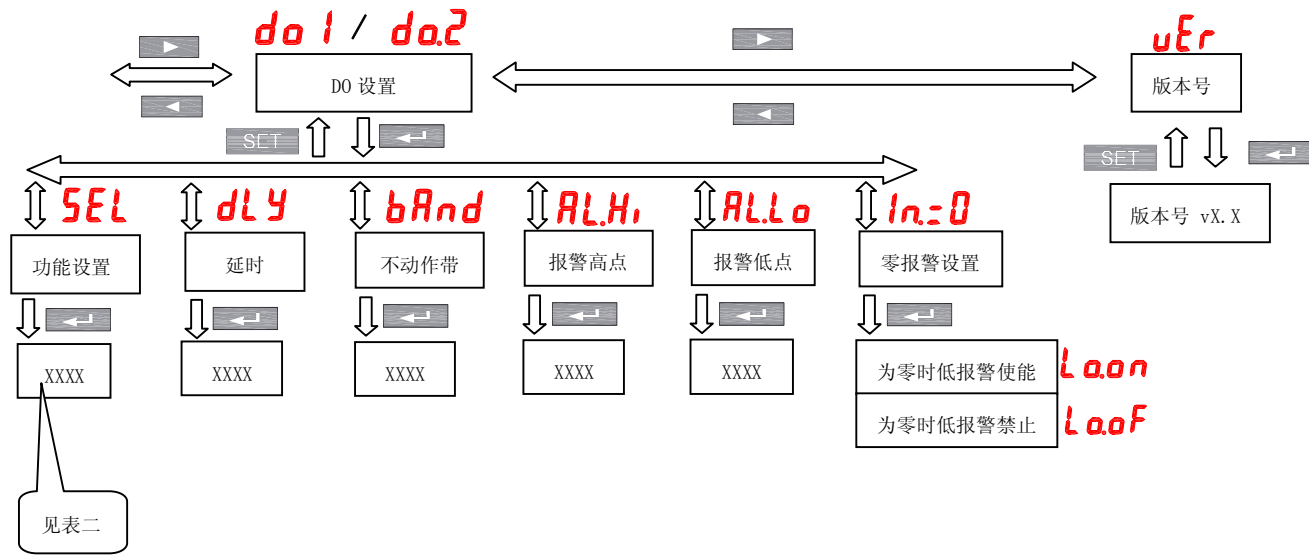 do1 / do.2
uEr
DO 设置
版本号
SET
SET
SEL
dLY
bAnd
AL.Hi
AL.Lo
In.=0
版本号 vX.X
功能设置
延时
不动作带
报警高点
报警低点
零报警设置
XXXX
XXXX
XXXX
XXXX
XXXX
为零时低报警使能
Lo.on
为零时低报警禁止
Lo.oF
见表二